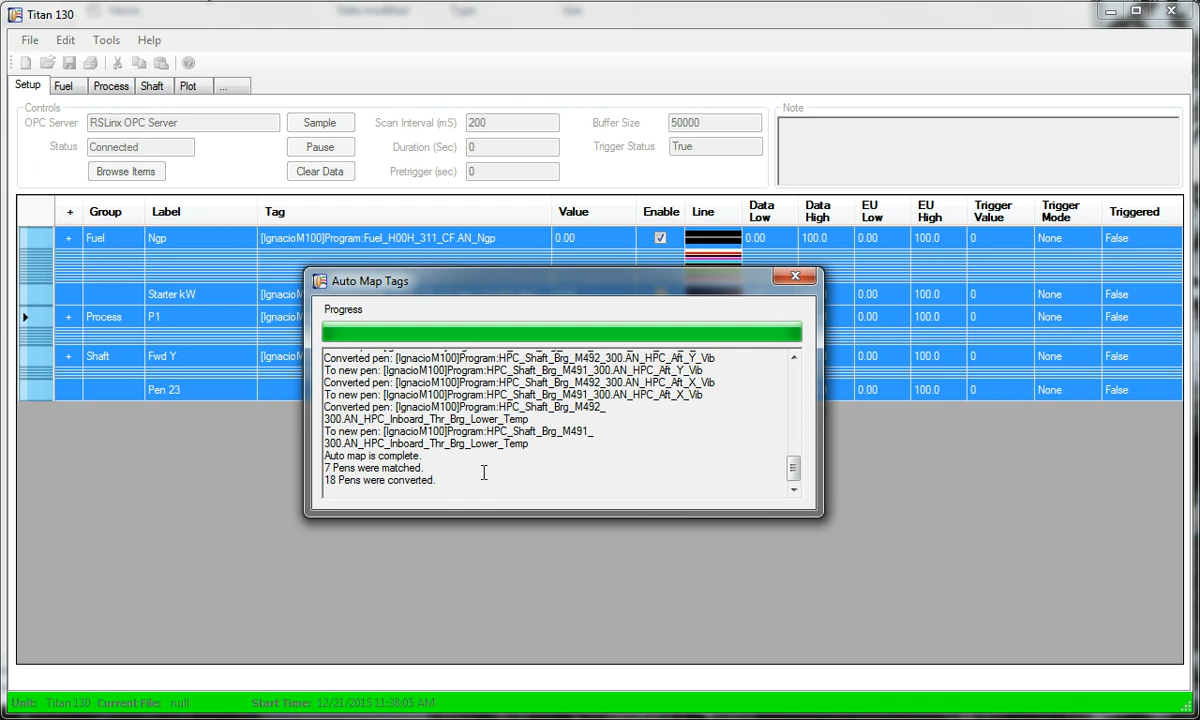 Titan 130
File Edit Tools Help
Setup Fuel Process Shaft Plot ...
Controls
OPC Server RSLinx OPC Server Sample Scan Interval (mS) 200 Buffer Size 50000
Status Connected Pause Duration (Sec) 0 Trigger Status True
Browse Items Clear Data Pretrigger (sec) 0
Note
+ Group Label Tag Value Enable Line Data Low Data High EU Low EU High Trigger Value Trigger Mode Triggered
+ Fuel Ngp [IgnacioM100]Program:Fuel_H00H_311_CF.AN_Ngp 0.00 0.00 100.0 0.00 100.0 0 None False
Starter kW 0.00 100.0 0 None False
+ Process P1 [IgnacioM 0.00 100.0 0 None False
+ Shaft Fwd Y [IgnacioM 0.00 100.0 0 None False
Pen 23 0.00 100.0 0 None False
Auto Map Tags
Progress
Converted pen: [IgnacioM100]Program:HPC_Shaft_Brg_M492_300.AN_HPC_Aft_Y_Vib
To new pen: [IgnacioM100]Program:HPC_Shaft_Brg_M491_300.AN_HPC_Aft_Y_Vib
Converted pen: [IgnacioM100]Program:HPC_Shaft_Brg_M492_300.AN_HPC_Aft_X_Vib
To new pen: [IgnacioM100]Program:HPC_Shaft_Brg_M491_300.AN_HPC_Aft_X_Vib
Converted pen: [IgnacioM100]Program:HPC_Shaft_Brg_M492_
300.AN_HPC_Inboard_Thr_Brg_Lower_Temp
To new pen: [IgnacioM100]Program:HPC_Shaft_Brg_M491_
300.AN_HPC_Inboard_Thr_Brg_Lower_Temp
Auto map is complete.
7 Pens were matched.
18 Pens were converted.
Unit: Titan 130 Current File: null Start Time: 12/21/2015 11:38:05 AM